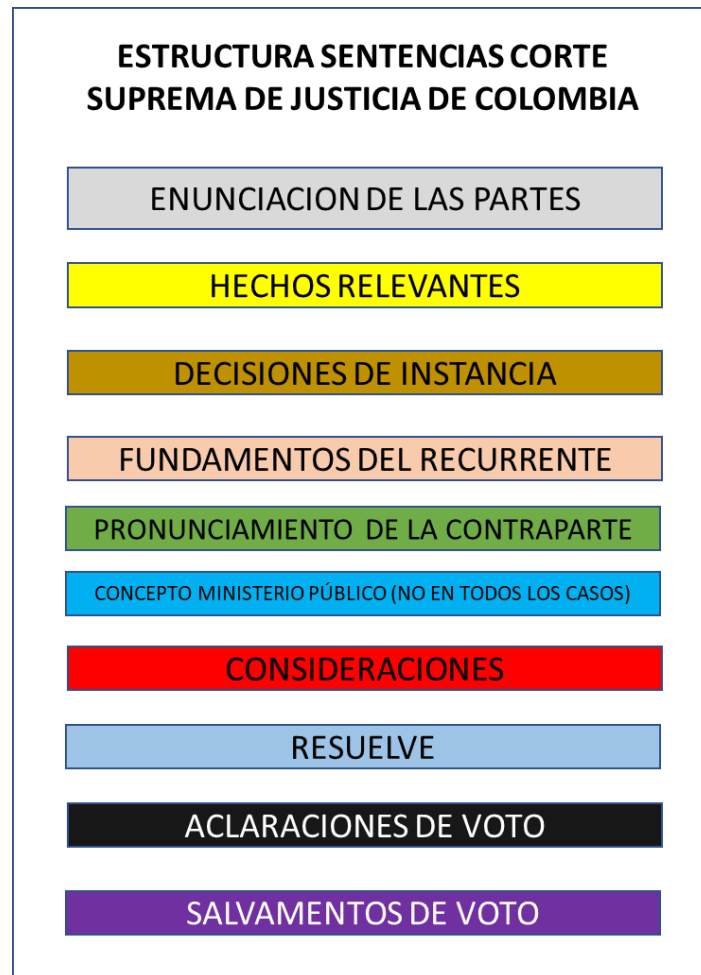 ESTRUCTURA SENTENCIAS CORTE
SUPREMA DE JUSTICIA DE COLOMBIA
ENUNCIACION DE LAS PARTES
HECHOS RELEVANTES
DECISIONES DE INSTANCIA
FUNDAMENTOS DEL RECURRENTE
PRONUNCIAMIENTO DE LA CONTRAPARTE
CONCEPTO MINISTERIO PÚBLICO (NO EN TODOS LOS CASOS)
CONSIDERACIONES
RESUELVE
ACLARACIONES DE VOTO
SALVAMENTOS DE VOTO